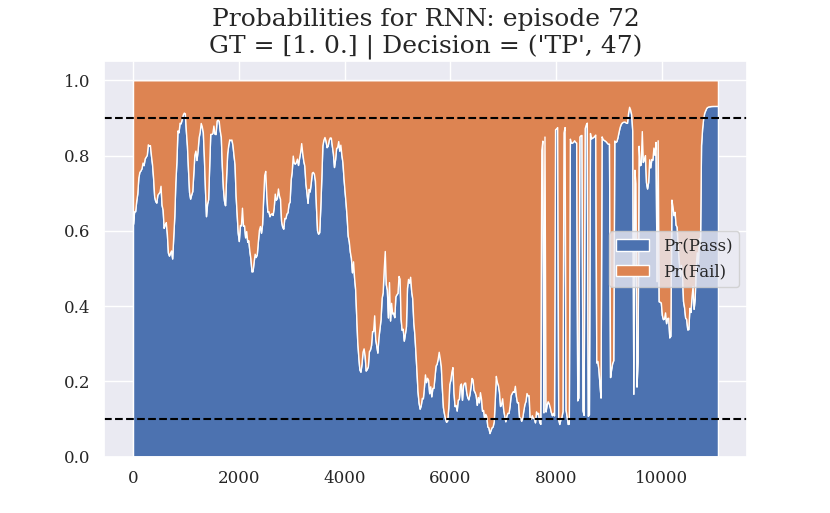 Probabilities for RNN: episode 72
GT = [1. 0.] | Decision = ('TP', 47)
1.0
0.8
0.6
0.4
0.2
0.0
Pr(Pass)
Pr(Fail)
0 2000 4000 6000 8000 10000